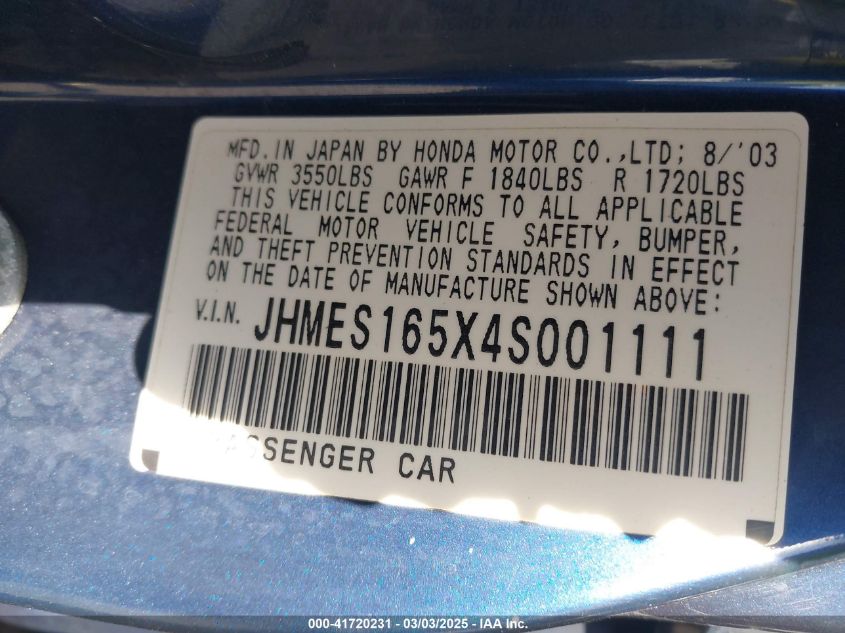 MFD. IN JAPAN BY HONDA MOTOR CO.,LTD; 8/'03
GVWR 3550LBS GAWR F 1840LBS R 1720LBS
THIS VEHICLE CONFORMS TO ALL APPLICABLE
FEDERAL MOTOR VEHICLE SAFETY, BUMPER,
AND THEFT PREVENTION STANDARDS IN EFFECT
ON THE DATE OF MANUFACTURE SHOWN ABOVE:
V.I.N. JHMES165X4S001111
PASSENGER CAR
000-41720231 - 03/03/2025 - IAA Inc.